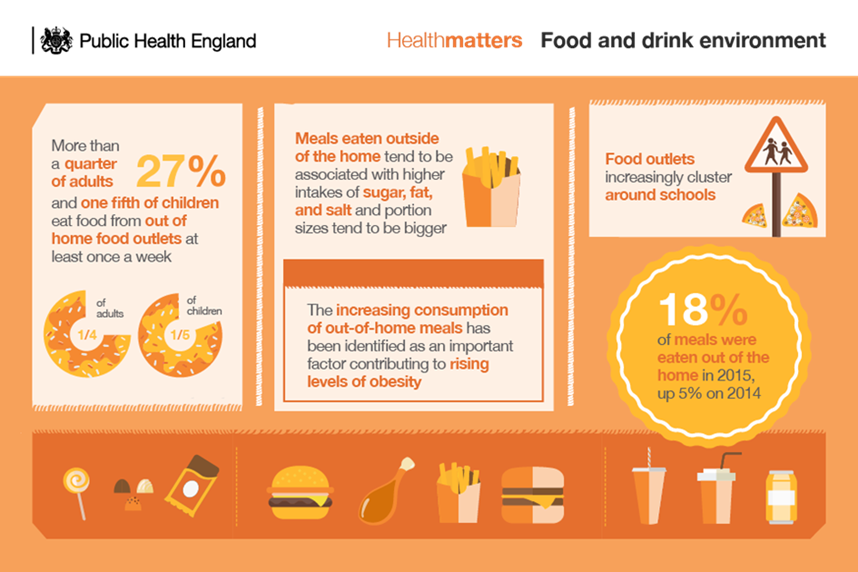 Public Health England
Healthmatters Food and drink environment
More than
a quarter
of adults
27%
and one fifth of children
eat food from out of
home food outlets at
least once a week
of
adults
1/4
of
children
1/5
Meals eaten outside
of the home tend to be
associated with higher
intakes of sugar, fat,
and salt and portion
sizes tend to be bigger
The increasing consumption
of out-of-home meals has
been identified as an important
factor contributing to rising
levels of obesity
Food outlets
increasingly cluster
around schools
18%
of meals were
eaten out of the
home in 2015,
up 5% on 2014